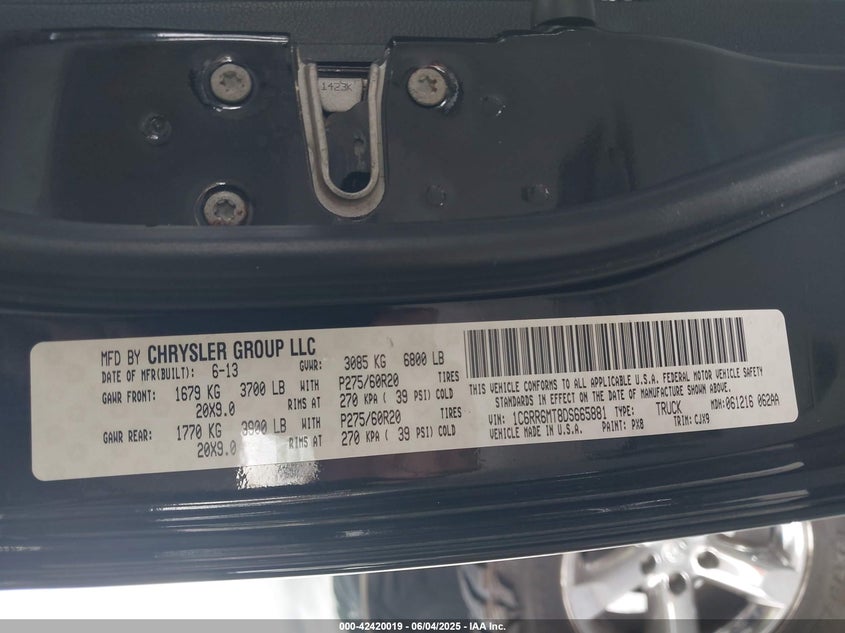 1423K
MFD BY CHRYSLER GROUP LLC
DATE OF MFR(BUILT): 6-13
GVWR: 3085 KG 6800 LB
GAWR FRONT: 1679 KG 3700 LB WITH P275/60R20 TIRES
20X9.0 RIMS AT 270 KPA ( 39 PSI) COLD
GAWR REAR: 1770 KG 3900 LB WITH P275/60R20 TIRES
20X9.0 RIMS AT 270 KPA ( 39 PSI) COLD
THIS VEHICLE CONFORMS TO ALL APPLICABLE U.S.A. MOTOR VEHICLE SAFETY
STANDARDS IN EFFECT ON THE DATE OF MANUFACTURE SHOWN ABOVE.
VIN: 1C6RR6MT8DS665881 TYPE: TRUCK MDH:061216 062AA
VEHICLE MADE IN U.S.A. PAINT: PX8 TRIM: CJX9
000-42420019 - 06/04/2025 - IAA Inc.